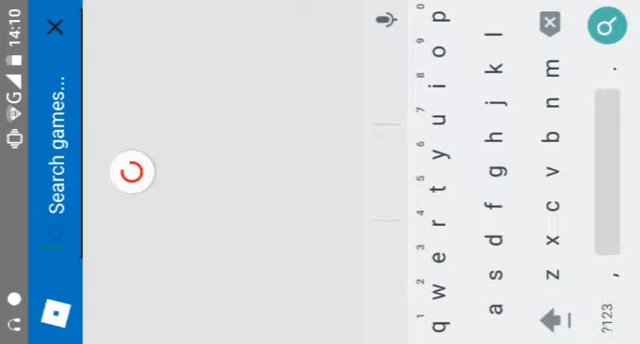 14:10
G
Search games...
1 2 3 4 5 6 7 8 9 0
q w e r t y u i o p
a s d f g h j k l
z x c v b n m
?123 , .